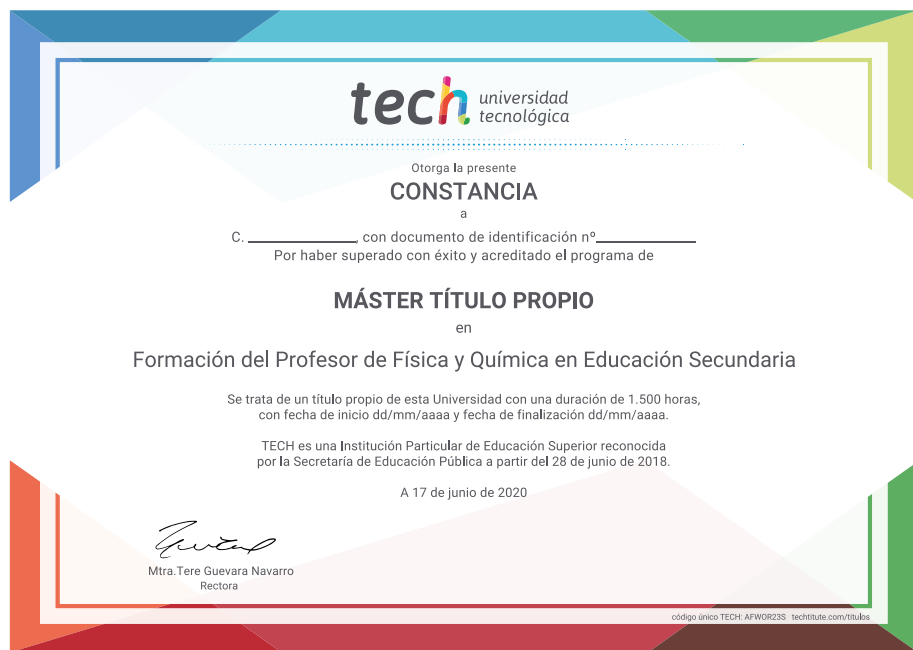 tech universidad
tecnológica
Otorga la presente
CONSTANCIA
a
C. ____________, con documento de identificación nº____________
Por haber superado con éxito y acreditado el programa de
MÁSTER TÍTULO PROPIO
en
Formación del Profesor de Física y Química en Educación Secundaria
Se trata de un título propio de esta Universidad con una duración de 1.500 horas,
con fecha de inicio dd/mm/aaaa y fecha de finalización dd/mm/aaaa.
TECH es una Institución Particular de Educación Superior reconocida
por la Secretaría de Educación Pública a partir del 28 de junio de 2018.
A 17 de junio de 2020
Mtra.Tere Guevara Navarro
Rectora
código único TECH: AFWOR23S techtitute.com/titulos